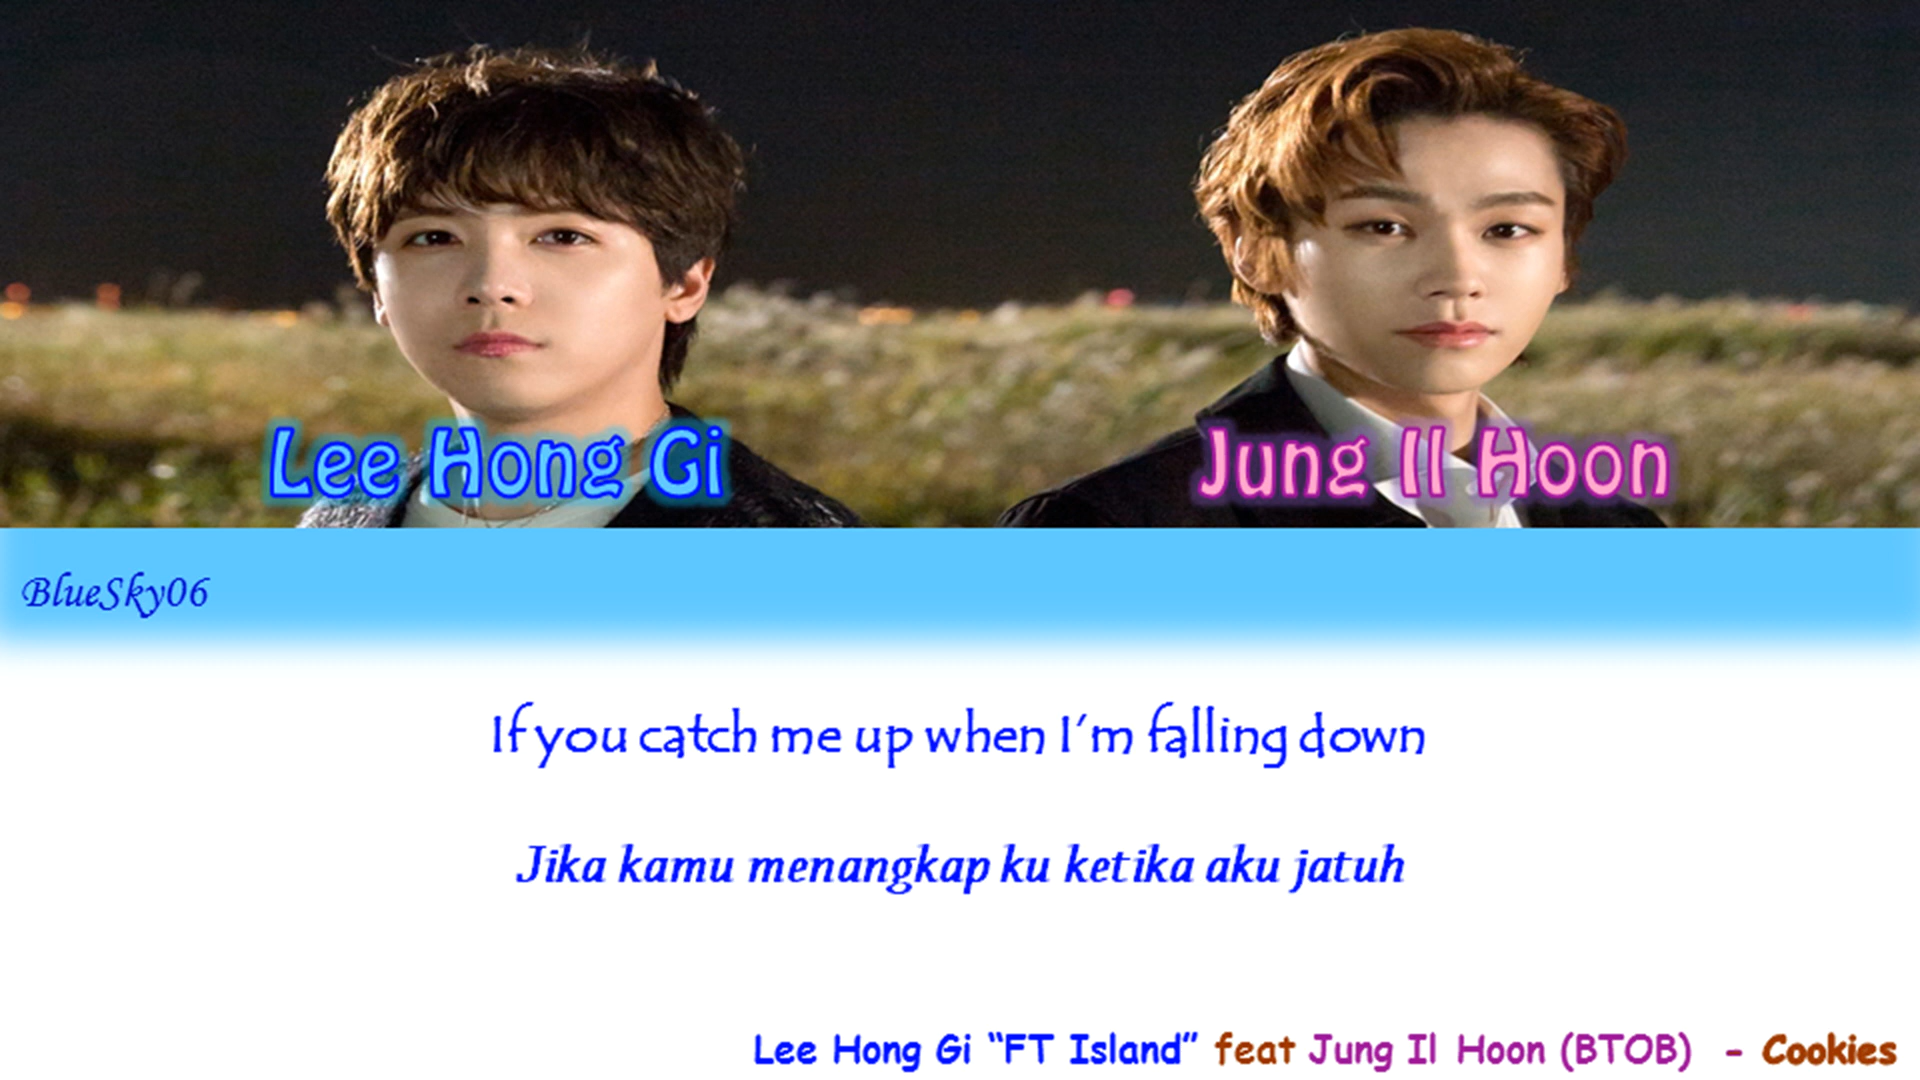 Lee Hong Gi
Jung Il Hoon
BlueSky06
If you catch me up when I'm falling down
Jika kamu menangkap ku ketika aku jatuh
Lee Hong Gi "FT Island" feat Jung Il Hoon (BTOB) - Cookies